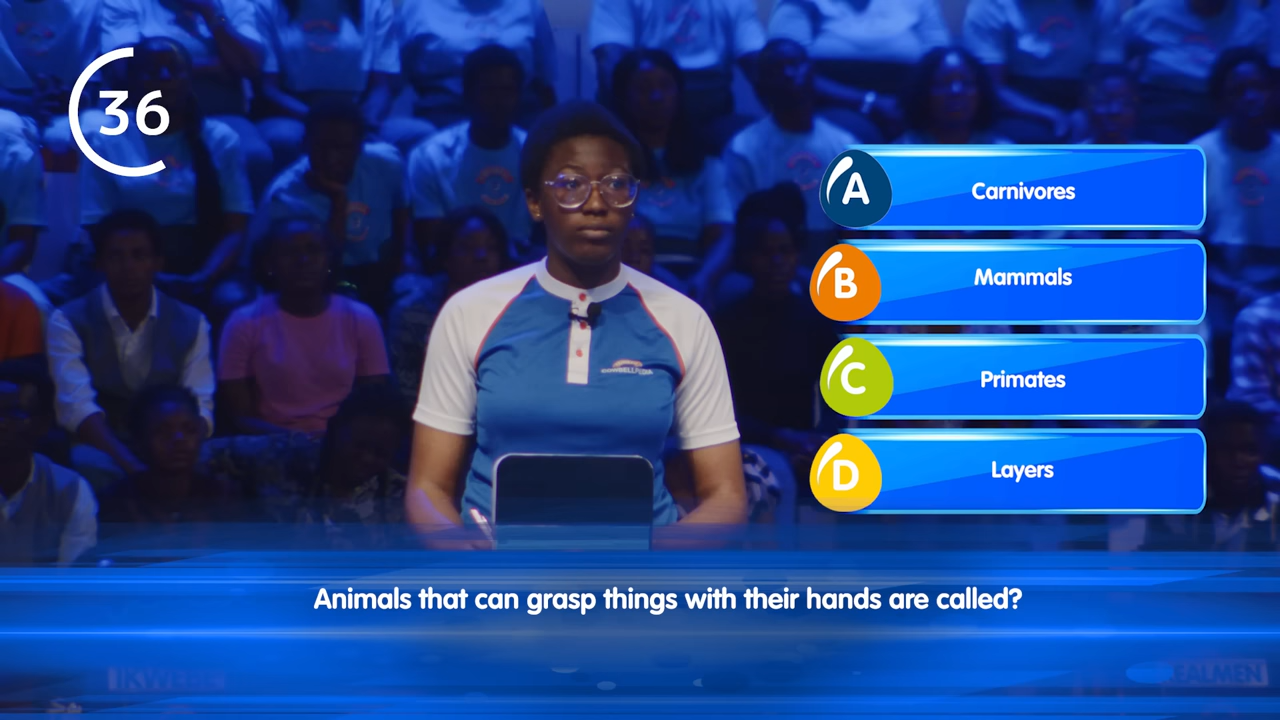 36
A Carnivores
B Mammals
C Primates
D Layers
Animals that can grasp things with their hands are called?